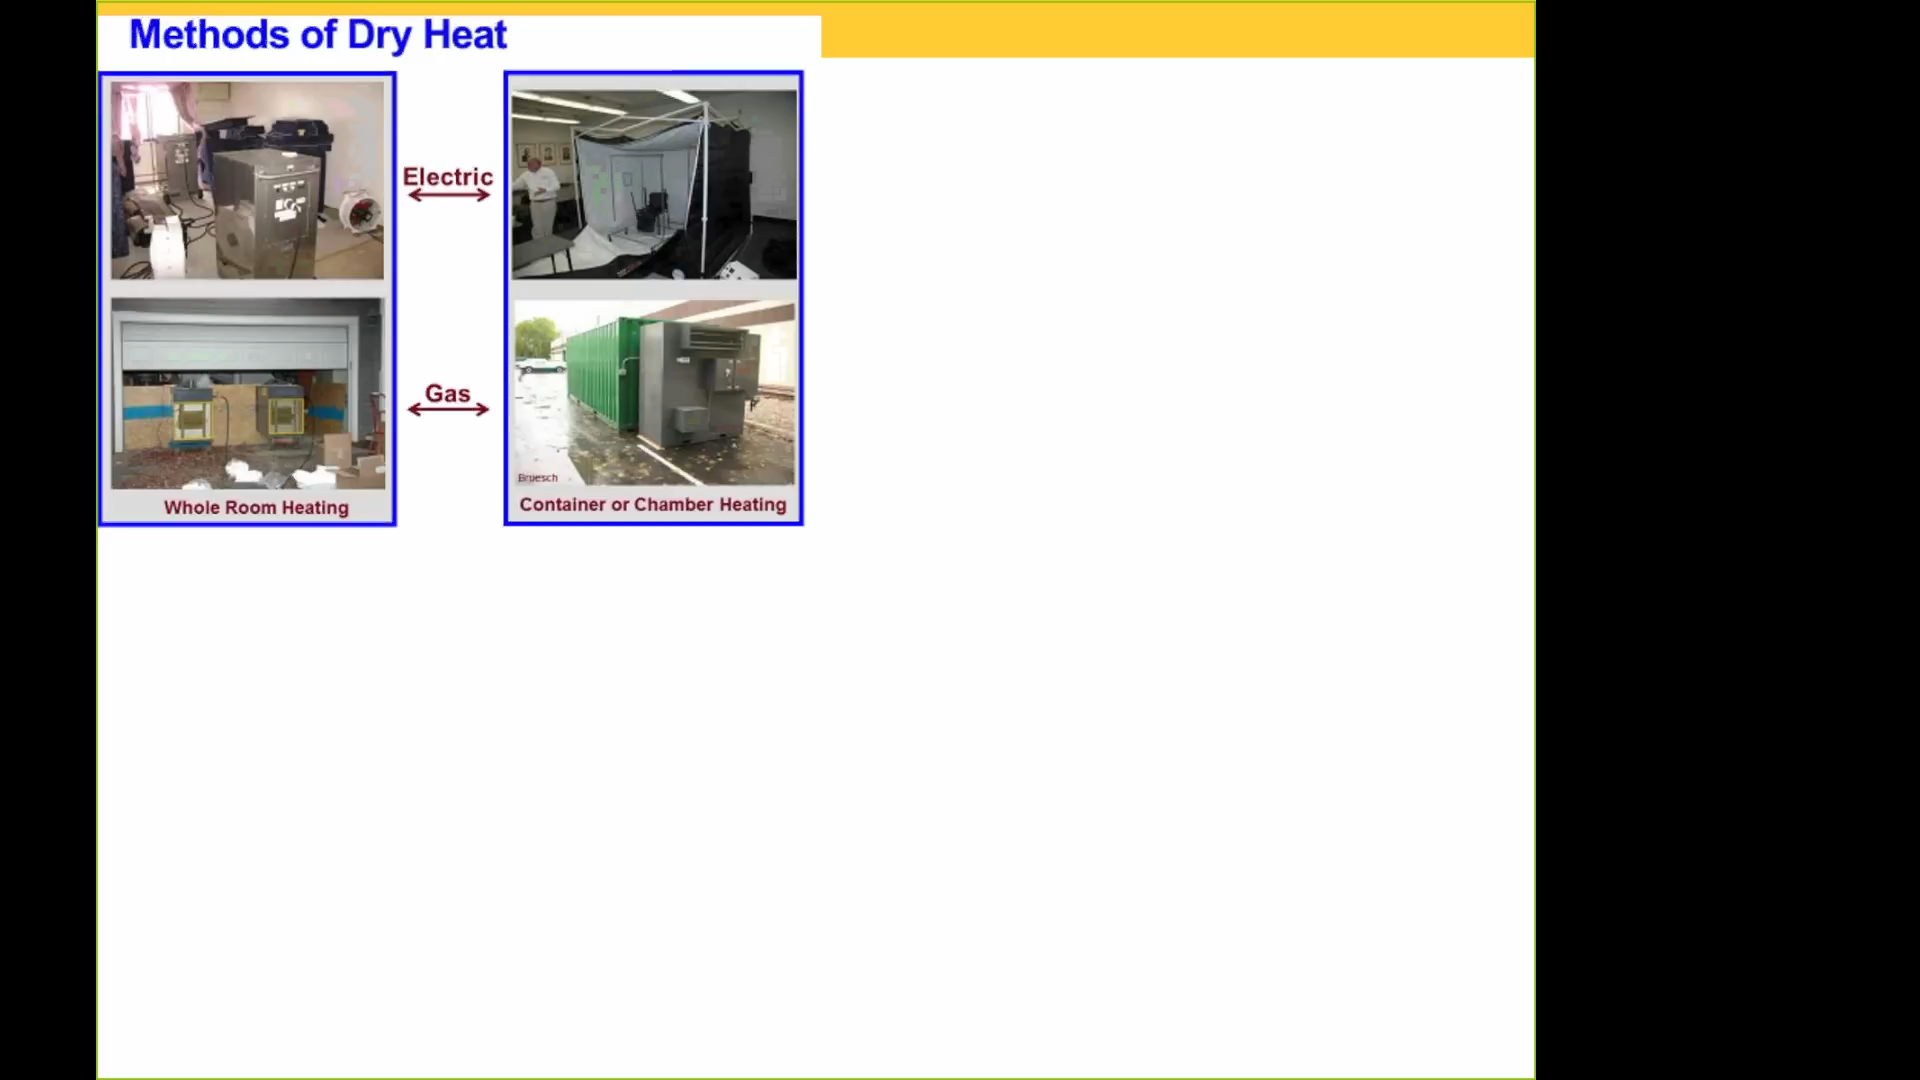 Methods of Dry Heat
Electric
Gas
Bruesch
Whole Room Heating
Container or Chamber Heating